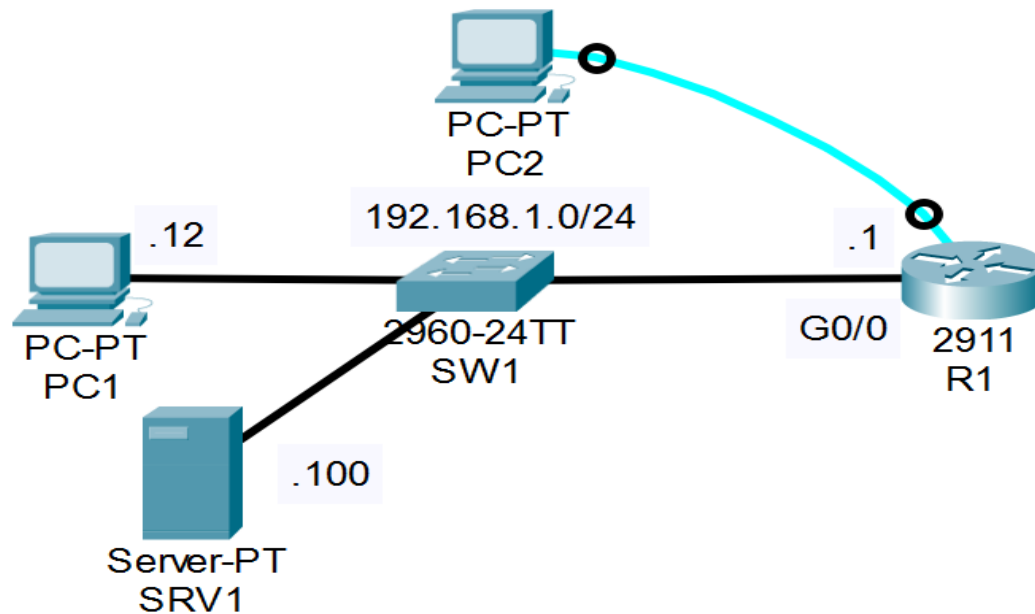 PC-PT
PC2
192.168.1.0/24
.12
.1
PC-PT
PC1
2960-24TT
SW1
G0/0
2911
R1
.100
Server-PT
SRV1